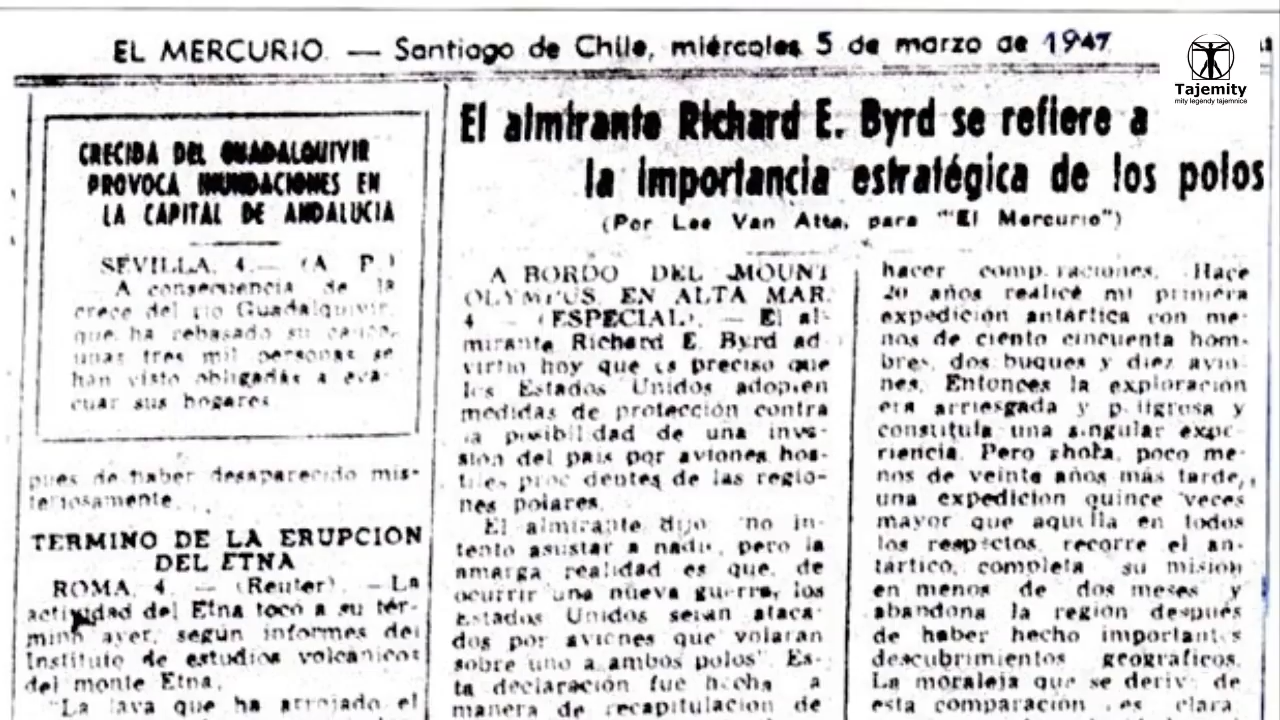 EL MERCURIO. — Santiago de Chile, miércoles 5 de marzo de 1947
Tajemity
mity legendy tajemnice
CRECIDA DEL GUADALQUIVIR
PROVOCA INUNDACIONES EN
LA CAPITAL DE ANDALUCIA
SEVILLA, 4.— (A. P.)
A consecuencia de la
crece del río Guadalquivir,
que ha rebasado su cauce,
unas tres mil personas se
han visto obligadas a eva-
cuar sus hogares
pués de haber desaparecido mis-
teriosamente.
TERMINO DE LA ERUPCION
DEL ETNA
ROMA, 4. — (Reuter). — La
actividad del Etna tocó a su tér-
mino ayer, según informes del
Instituto de estudios volcánicos
del monte Etna.
"La lava que ha arrojado el
El almirante Richard E. Byrd se refiere a
la importancia estratégica de los polos
(Por Lee Van Atta, para "El Mercurio")
A BORDO DEL MOUNT
OLYMPUS, EN ALTA MAR.
4 — (ESPECIAL). — El al-
mirante Richard E. Byrd ad-
virtió hoy que es preciso que
los Estados Unidos adopten
medidas de protección contra
la posibilidad de una inva-
sión del país por aviones hos-
tiles procedentes de las regio-
nes polares.
El almirante dijo: "no in-
tento asustar a nadie, pero la
amarga realidad es que, de
ocurrir una nueva guerra, los
Estados Unidos serán ataca-
dos por aviones que volarán
sobre uno a ambos polos". Es-
ta declaración fue hecha a
manera de recapitulación de
hacer comparaciones. Hace
20 años realicé mi primera
expedición antártica con me-
nos de ciento cincuenta hom-
bres, dos buques y diez avio-
nes. Entonces la exploración
era arriesgada y peligrosa y
constituía una singular expe-
riencia. Pero ahora, poco me-
nos de veinte años más tarde,
una expedición quince veces
mayor que aquella en todos
los respectos, recorre el an-
tártico, completa su misión
en menos de dos meses y
abandona la región después
de haber hecho importantes
descubrimientos geográficos.
La moraleja que se deriva de
esta comparación es clara.